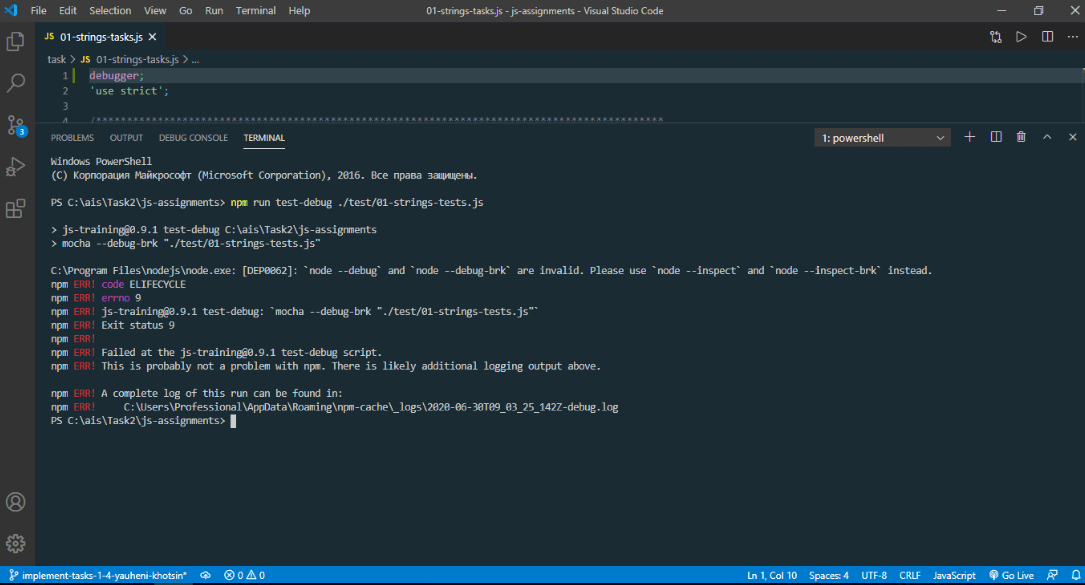 File Edit Selection View Go Run Terminal Help 01-strings-tasks.js - js-assignments - Visual Studio Code
JS 01-strings-tasks.js
task > JS 01-strings-tasks.js > ...
1 debugger;
2 'use strict';
3
4 /********************************************************************************************
3
PROBLEMS OUTPUT DEBUG CONSOLE TERMINAL 1: powershell
Windows PowerShell
(C) Корпорация Майкрософт (Microsoft Corporation), 2016. Все права защищены.
PS C:\ais\Task2\js-assignments> npm run test-debug ./test/01-strings-tests.js
> js-training@0.9.1 test-debug C:\ais\Task2\js-assignments
> mocha --debug-brk "./test/01-strings-tests.js"
C:\Program Files\nodejs\node.exe: [DEP0062]: `node --debug` and `node --debug-brk` are invalid. Please use `node --inspect` and `node --inspect-brk` instead.
npm ERR! code ELIFECYCLE
npm ERR! errno 9
npm ERR! js-training@0.9.1 test-debug: `mocha --debug-brk "./test/01-strings-tests.js"`
npm ERR! Exit status 9
npm ERR!
npm ERR! Failed at the js-training@0.9.1 test-debug script.
npm ERR! This is probably not a problem with npm. There is likely additional logging output above.
npm ERR! A complete log of this run can be found in:
npm ERR!     C:\Users\Professional\AppData\Roaming\npm-cache\_logs\2020-06-30T09_03_25_142Z-debug.log
PS C:\ais\Task2\js-assignments>
implement-tasks-1-4-yauheni-khotsin* 0 0 Ln 1, Col 10 Spaces: 4 UTF-8 CRLF JavaScript Go Live